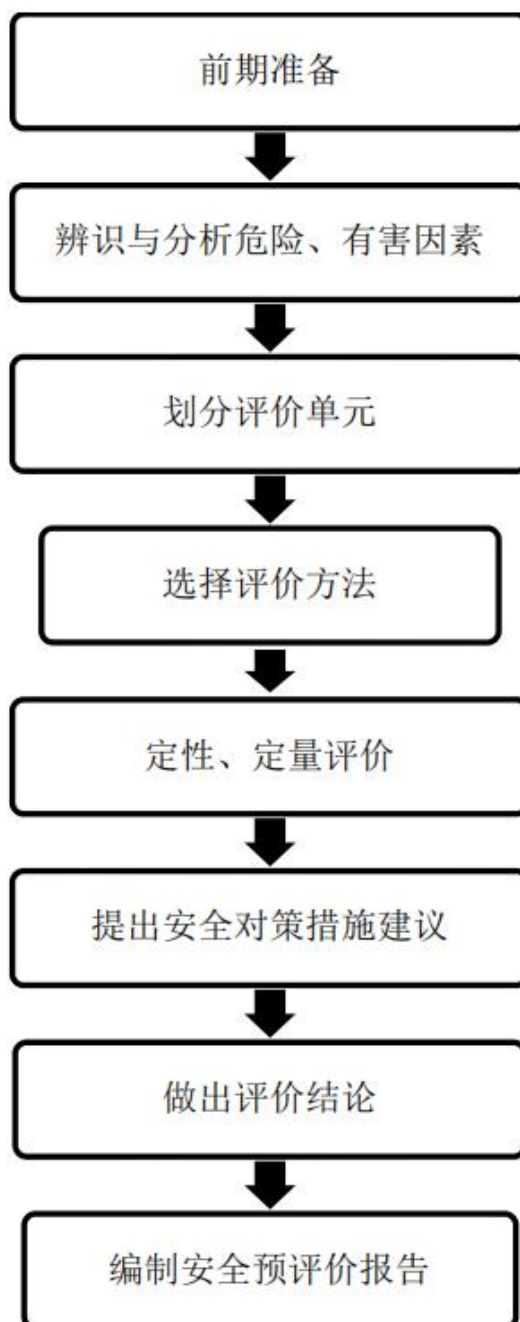 前期准备
辨识与分析危险、有害因素
划分评价单元
选择评价方法
定性、定量评价
提出安全对策措施建议
做出评价结论
编制安全预评价报告